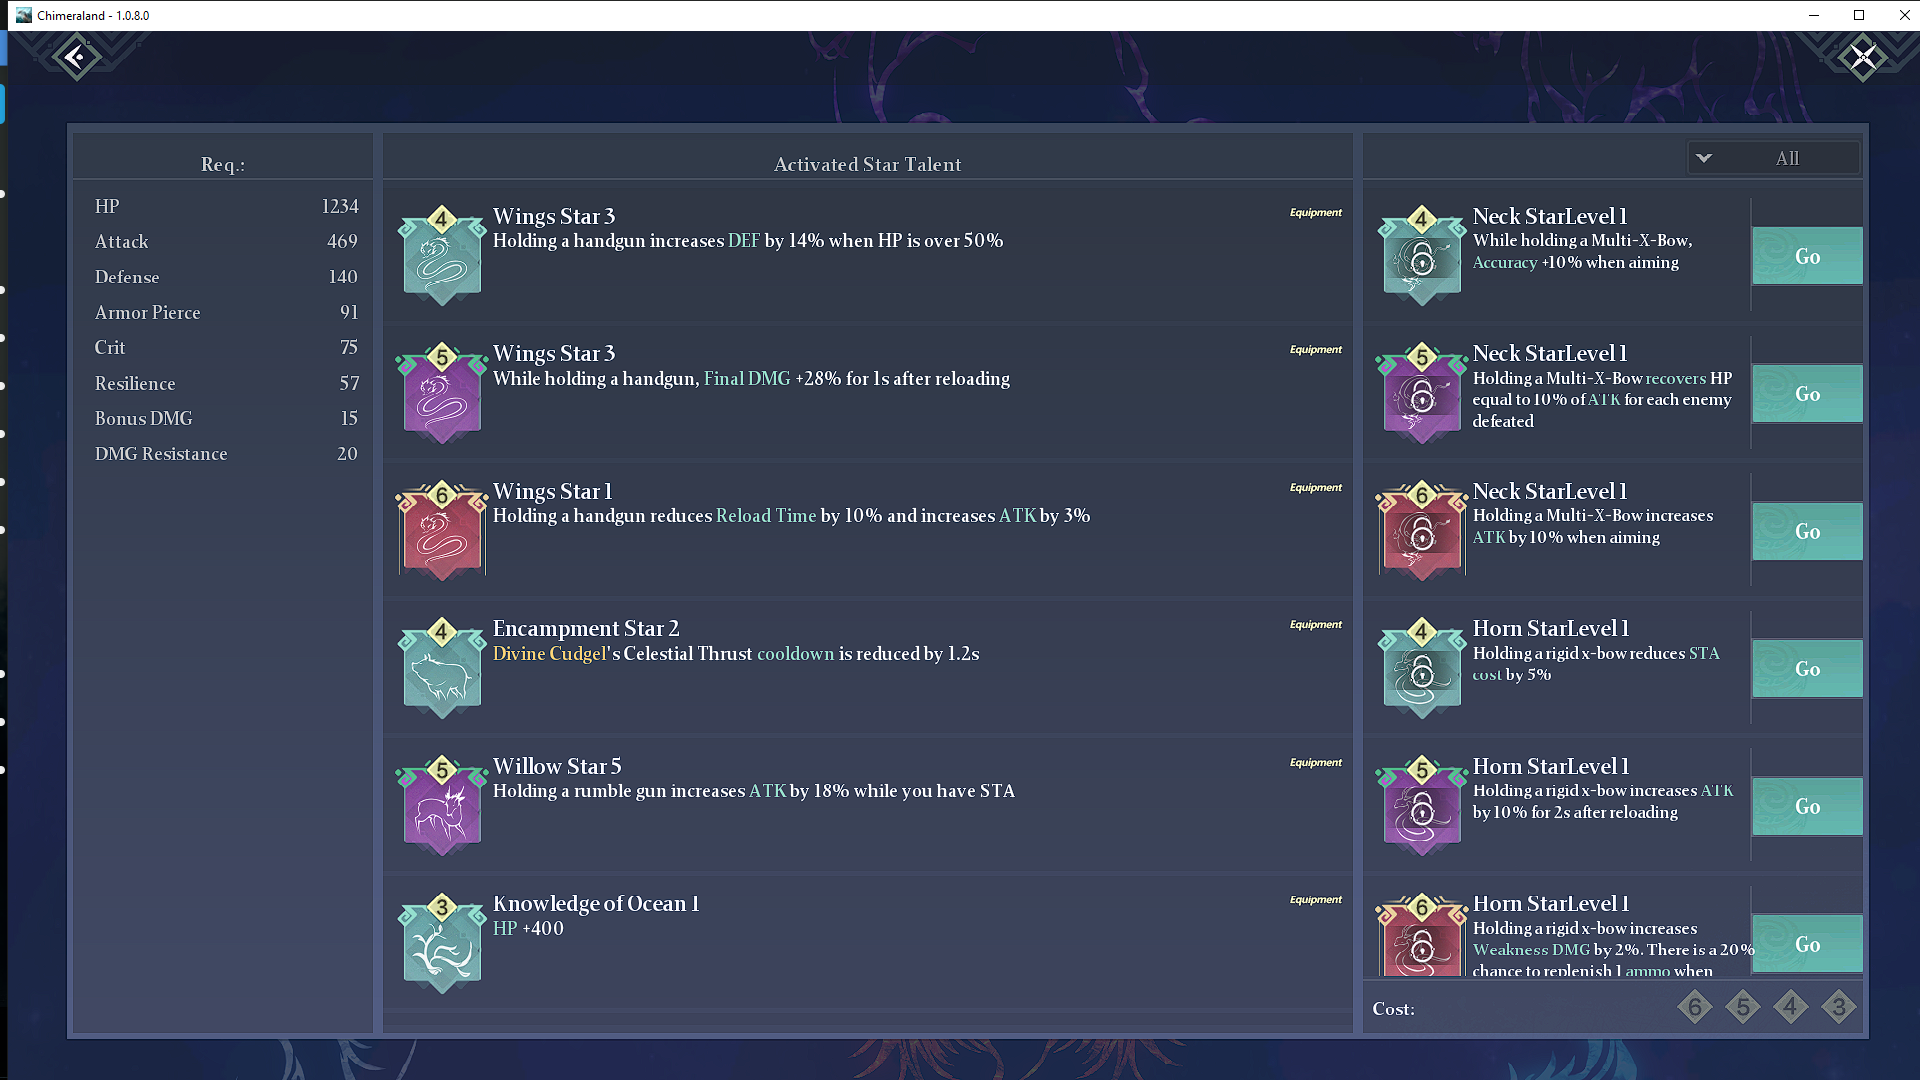 Chimeraland - 1.0.8.0
Req.:
HP 1234
Attack 469
Defense 140
Armor Pierce 91
Crit 75
Resilience 57
Bonus DMG 15
DMG Resistance 20
Activated Star Talent
4
Wings Star 3
Equipment
Holding a handgun increases DEF by 14% when HP is over 50%
5
Wings Star 3
Equipment
While holding a handgun, Final DMG +28% for 1s after reloading
6
Wings Star 1
Equipment
Holding a handgun reduces Reload Time by 10% and increases ATK by 3%
4
Encampment Star 2
Equipment
Divine Cudgel's Celestial Thrust cooldown is reduced by 1.2s
5
Willow Star 5
Equipment
Holding a rumble gun increases ATK by 18% while you have STA
3
Knowledge of Ocean 1
Equipment
HP +400
All
4
Neck StarLevel 1
While holding a Multi-X-Bow,
Accuracy +10% when aiming
Go
5
Neck StarLevel 1
Holding a Multi-X-Bow recovers HP
equal to 10% of ATK for each enemy
defeated
Go
6
Neck StarLevel 1
Holding a Multi-X-Bow increases
ATK by 10% when aiming
Go
4
Horn StarLevel 1
Holding a rigid x-bow reduces STA
cost by 5%
Go
5
Horn StarLevel 1
Holding a rigid x-bow increases ATK
by 10% for 2s after reloading
Go
6
Horn StarLevel 1
Holding a rigid x-bow increases
Weakness DMG by 2%. There is a 20%
chance to replenish 1 ammo when
Go
Cost:
6 5 4 3